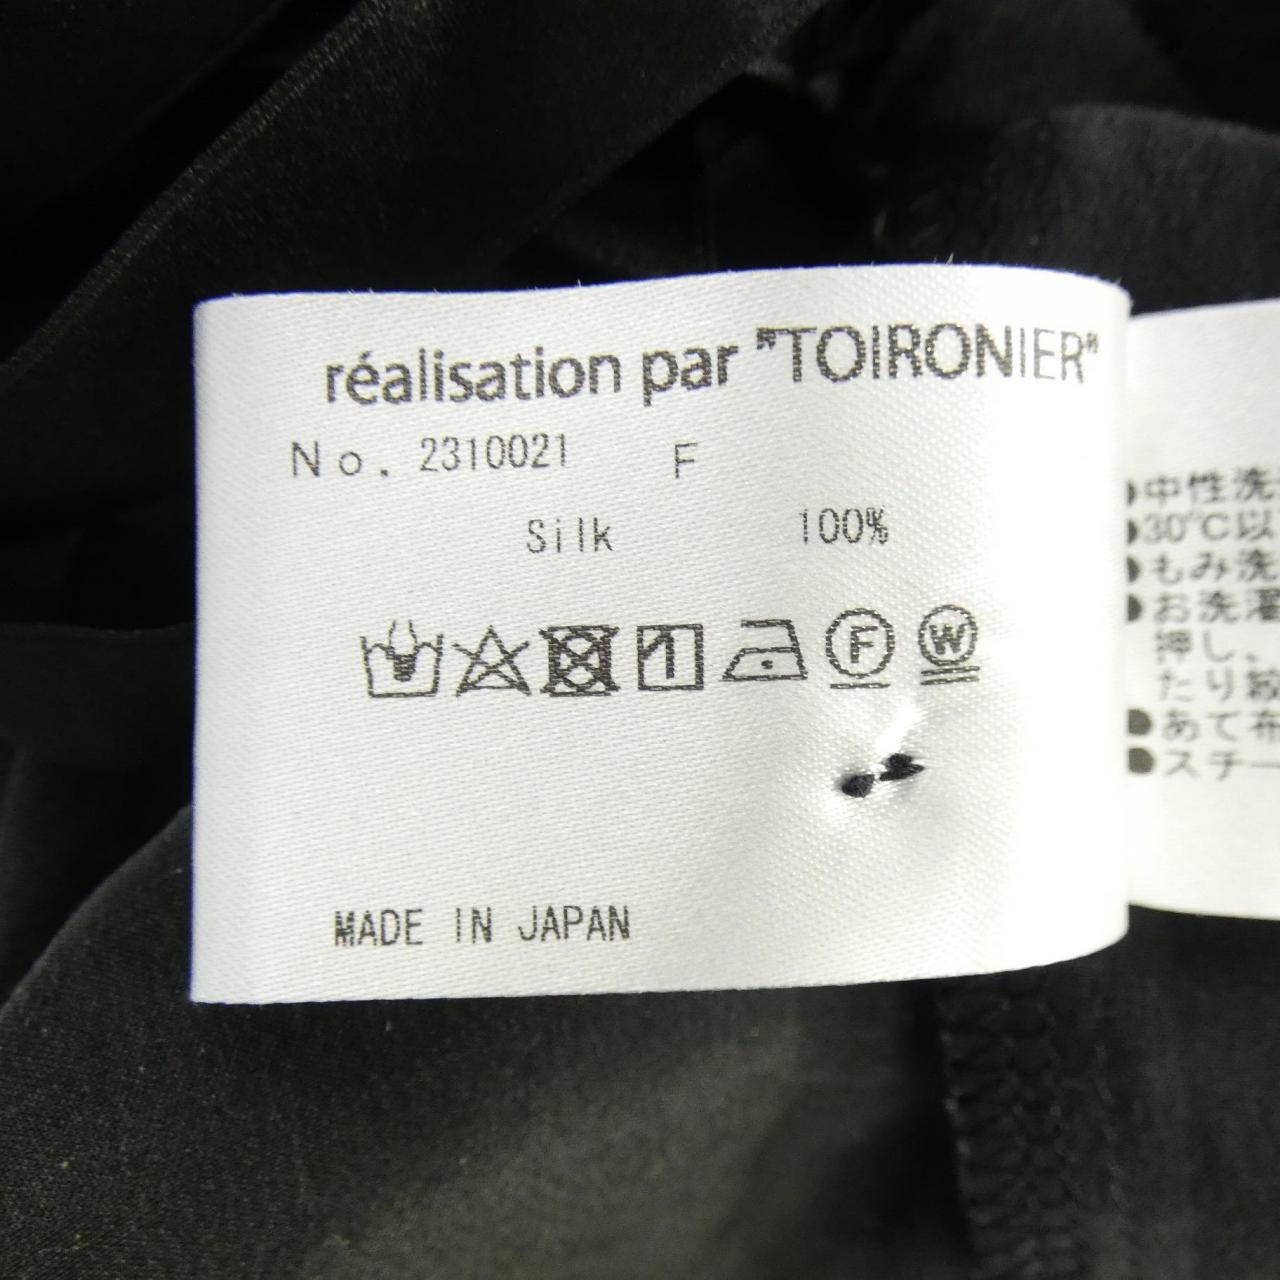 réalisation par "TOIRONIER"
No. 2310021 F
Silk 100%
F W
MADE IN JAPAN
●中性洗
●30℃以
●もみ洗
●お洗濯
押し、
たり絞
●あて布
●スチー